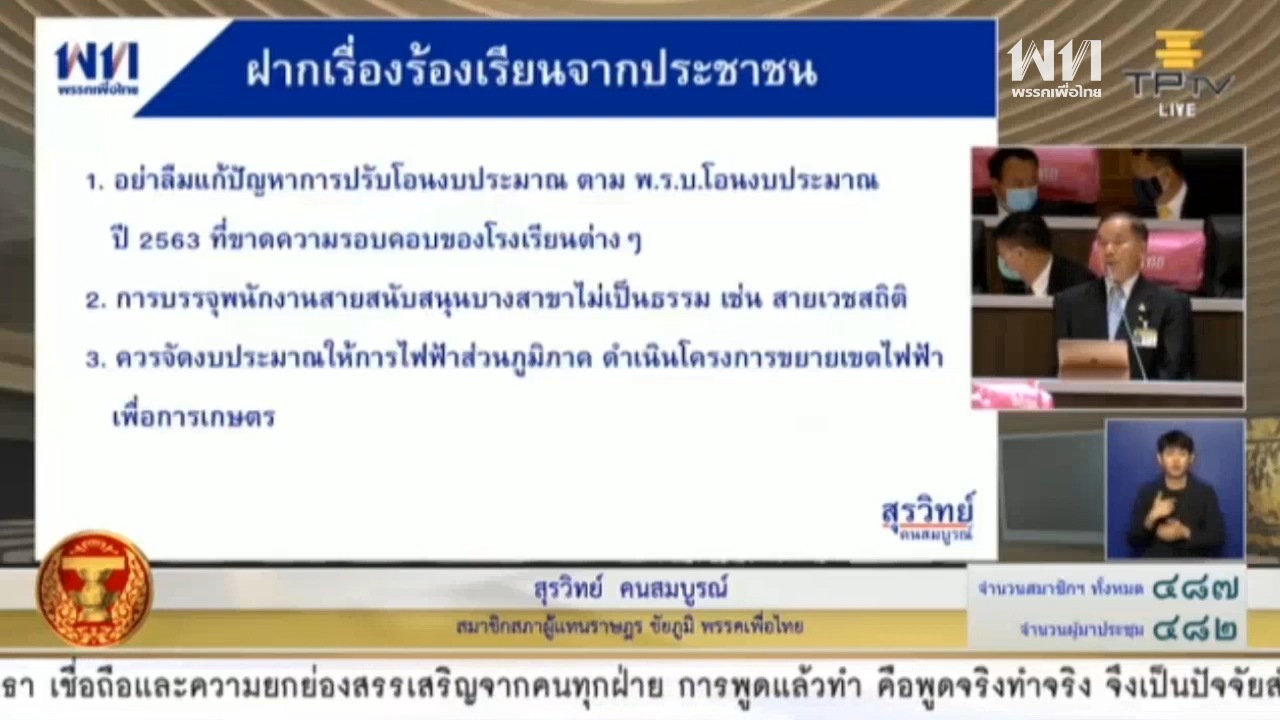 พท
พรรคเพื่อไทย
ฝากเรื่องร้องเรียนจากประชาชน
พท
พรรคเพื่อไทย
TPTV
LIVE
1. อย่าลืมแก้ปัญหาการปรับโอนงบประมาณ ตาม พ.ร.บ.โอนงบประมาณ
ปี 2563 ที่ขาดความรอบคอบของโรงเรียนต่าง ๆ
2. การบรรจุพนักงานสายสนับสนุนบางสาขาไม่เป็นธรรม เช่น สายเวชสถิติ
3. ควรจัดงบประมาณให้การไฟฟ้าส่วนภูมิภาค ดำเนินโครงการขยายเขตไฟฟ้า
เพื่อการเกษตร
สุรวิทย์
คนสมบูรณ์
สุรวิทย์ คนสมบูรณ์
สมาชิกสภาผู้แทนราษฎร ชัยภูมิ พรรคเพื่อไทย
จำนวนสมาชิกฯ ทั้งหมด ๔๘๗
จำนวนผู้มาประชุม ๔๘๒
ธา เชื่อถือและความยกย่องสรรเสริญจากคนทุกฝ่าย การพูดแล้วทำ คือพูดจริงทำจริง จึงเป็นปัจจัยส